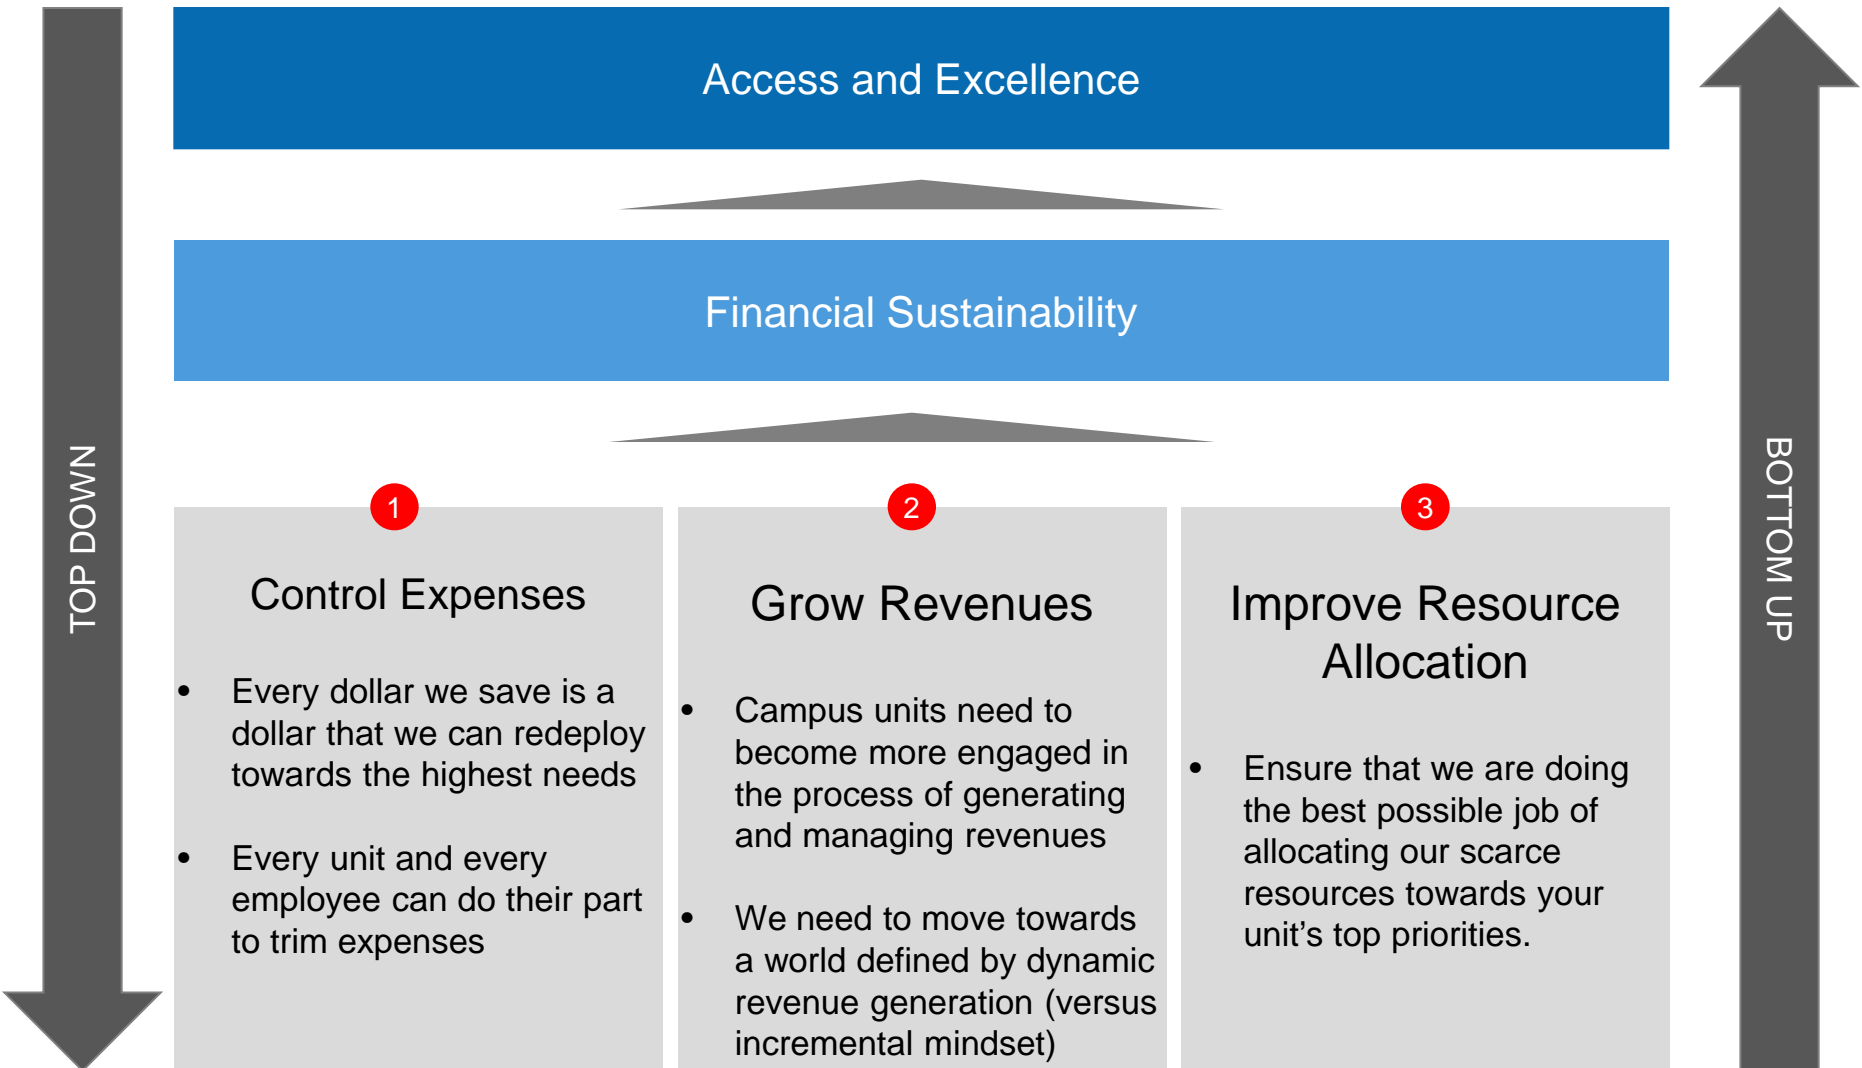 Access and Excellence
Financial Sustainability
TOP DOWN
BOTTOM UP
1
Control Expenses
• Every dollar we save is a
dollar that we can redeploy
towards the highest needs
• Every unit and every
employee can do their part
to trim expenses
2
Grow Revenues
• Campus units need to
become more engaged in
the process of generating
and managing revenues
• We need to move towards
a world defined by dynamic
revenue generation (versus
incremental mindset)
3
Improve Resource
Allocation
• Ensure that we are doing
the best possible job of
allocating our scarce
resources towards your
unit's top priorities.